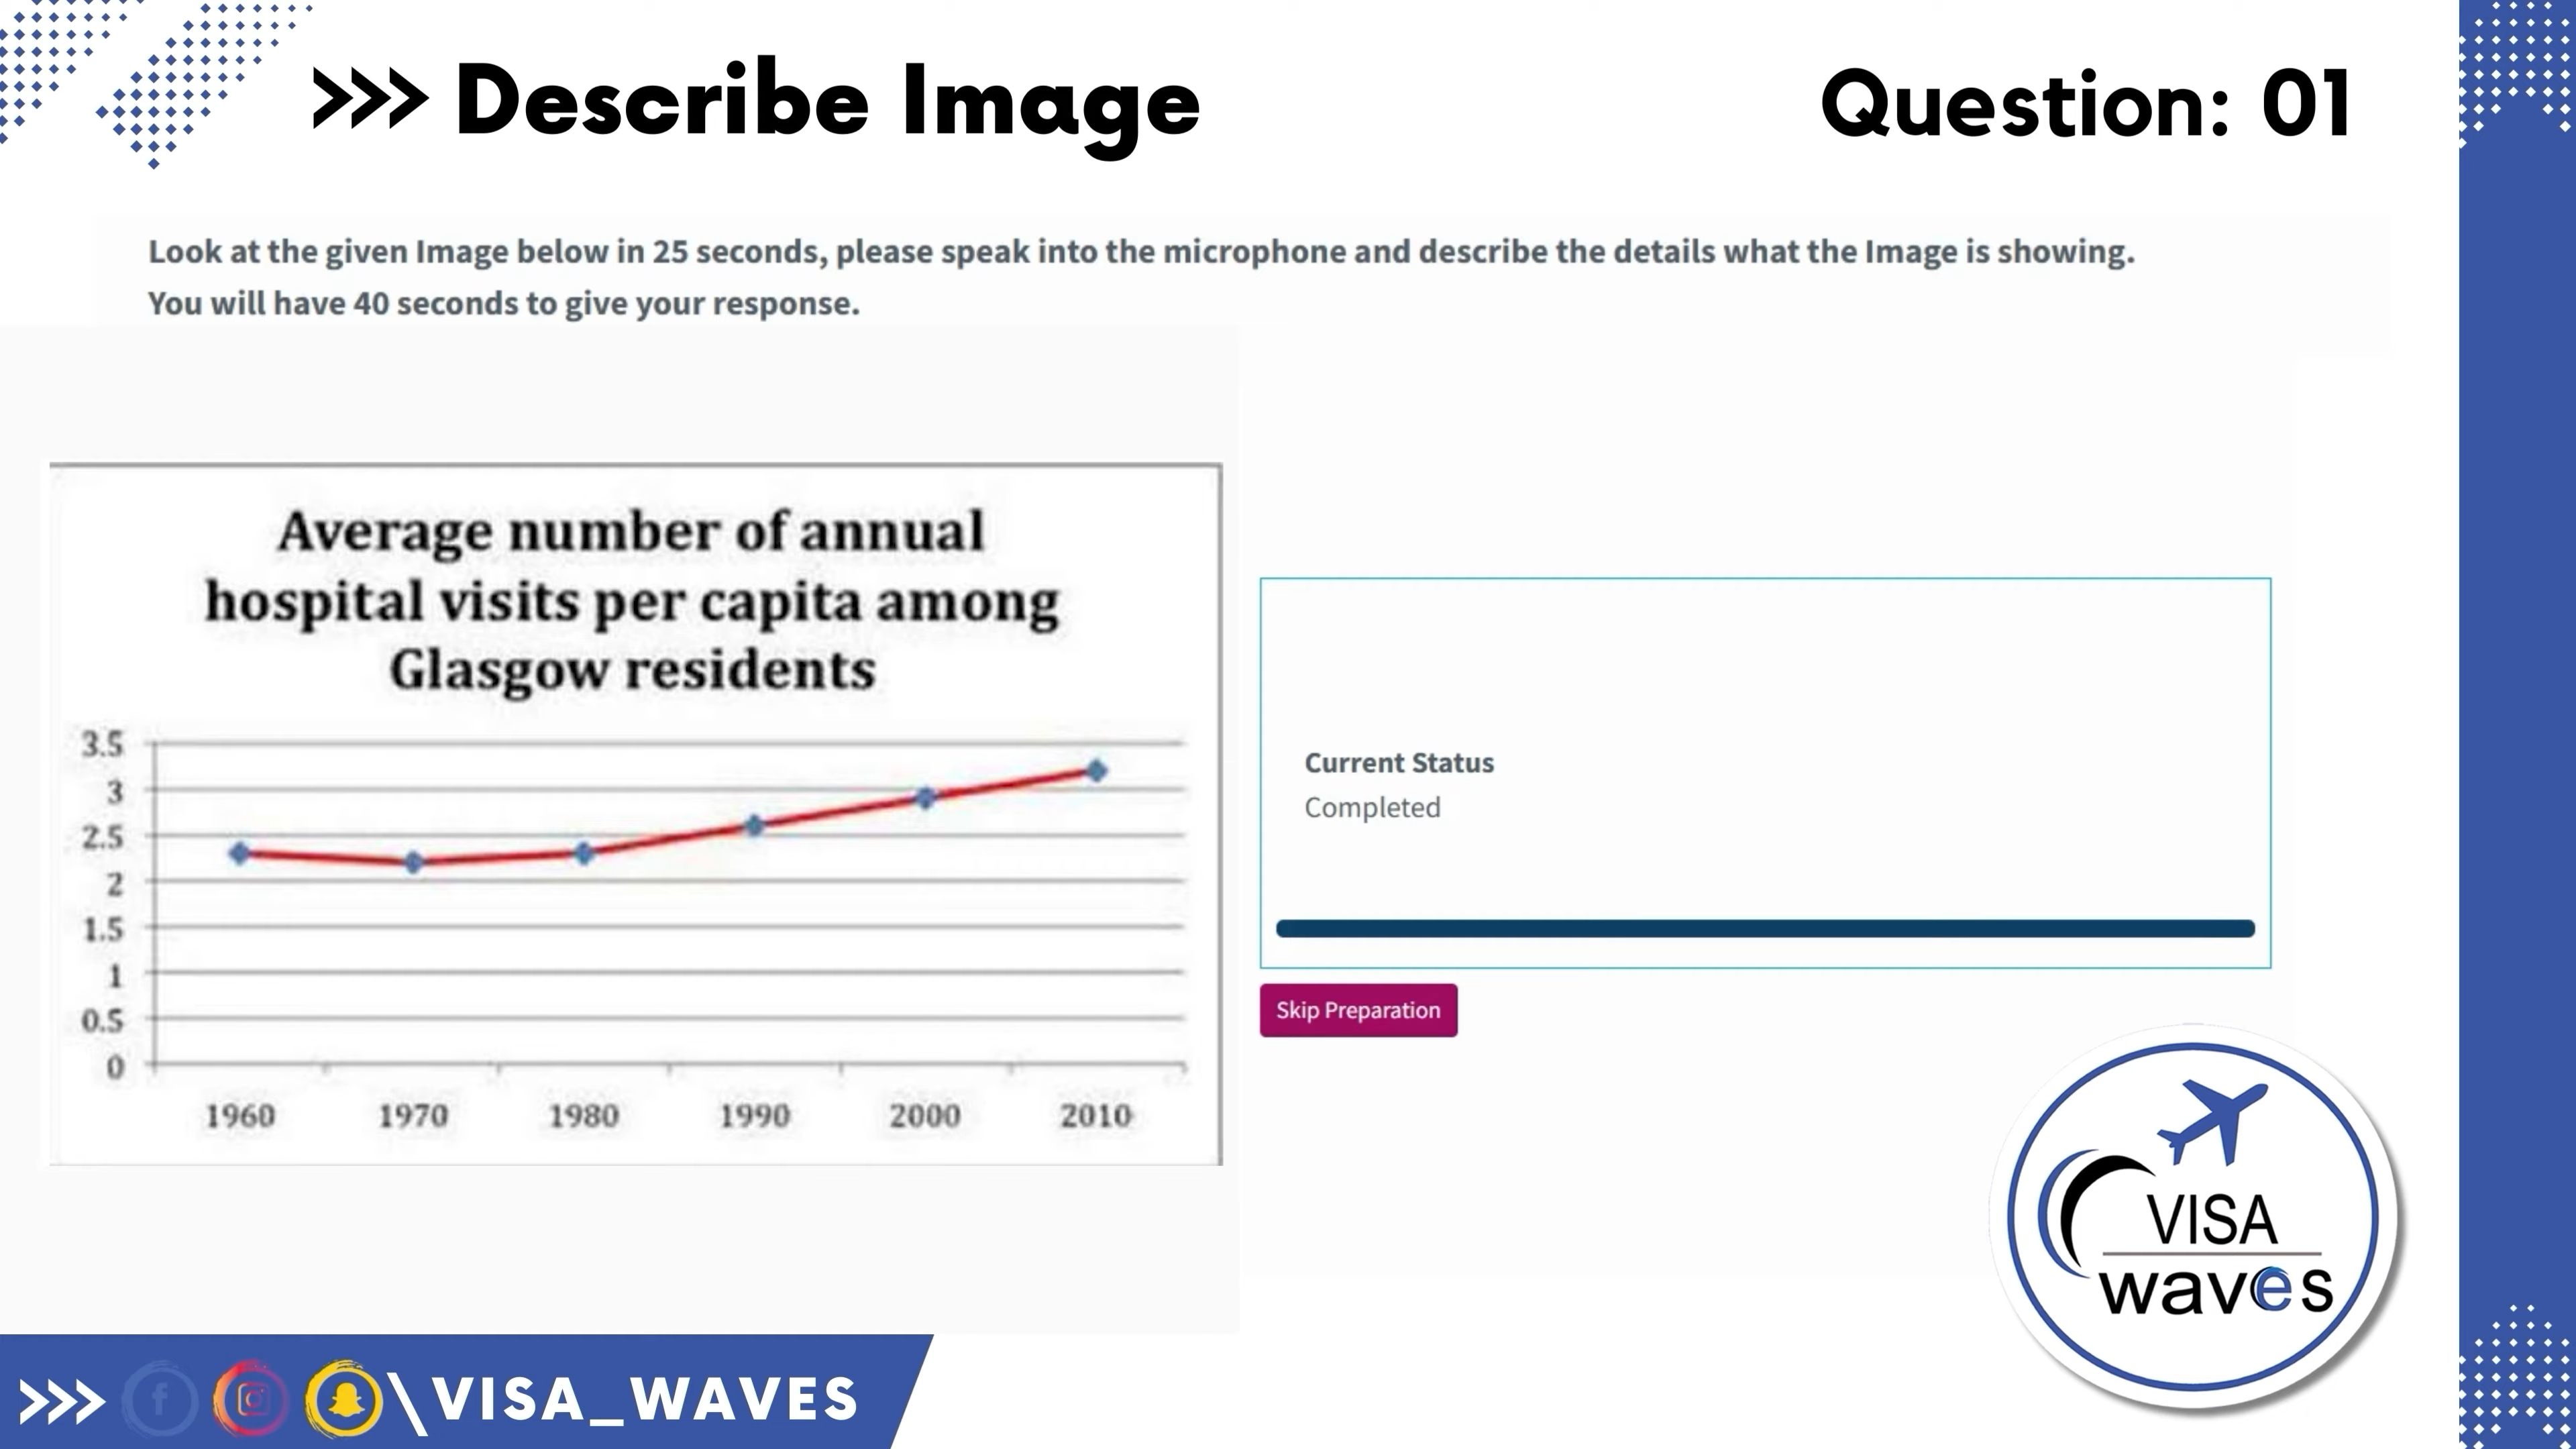 >>> Describe Image
Question: 01
Look at the given Image below in 25 seconds, please speak into the microphone and describe the details what the Image is showing.
You will have 40 seconds to give your response.
Average number of annual
hospital visits per capita among
Glasgow residents
3.5
3
2.5
2
1.5
1
0.5
0
1960 1970 1980 1990 2000 2010
Current Status
Completed
Skip Preparation
VISA
waves
>>> f \VISA_WAVES